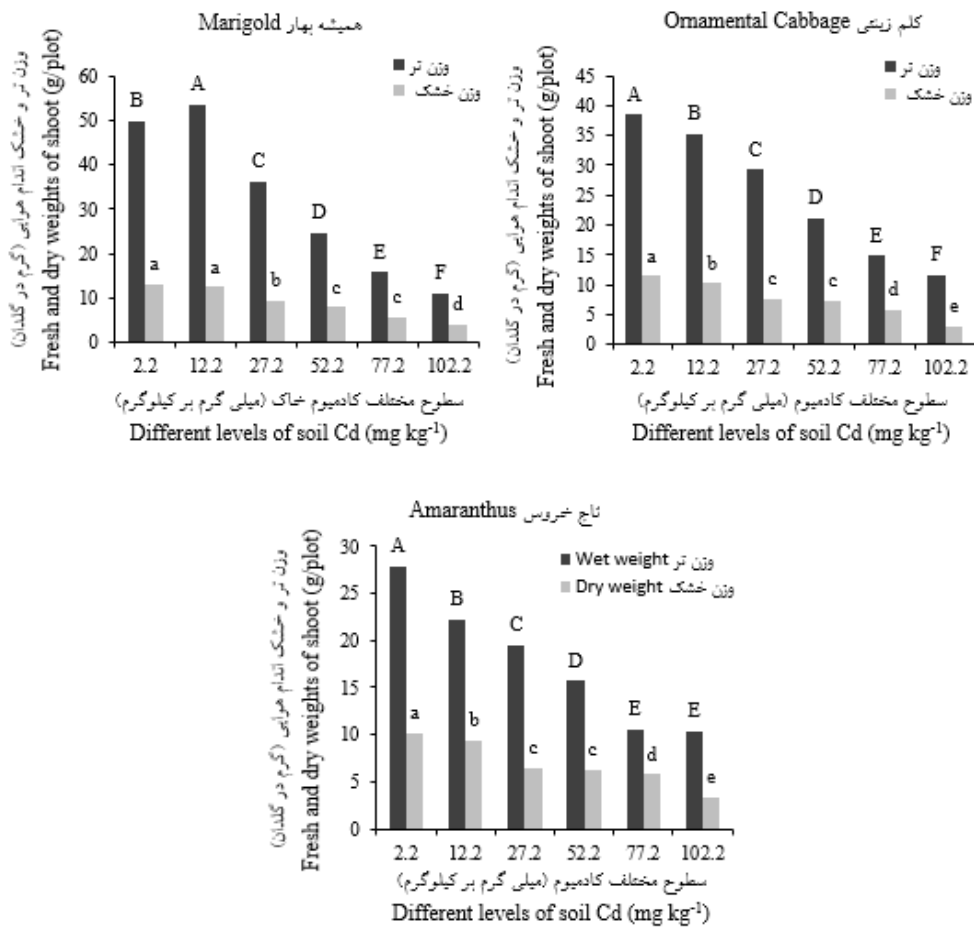 همیشه بهار Marigold
وزن تر و خشک اندام هوایی (گرم در گلدان)
Fresh and dry weights of shoot (g/plot)
وزن تر
وزن خشک
60
50
40
30
20
10
0
B
A
C
D
E
F
a
a
b
c
c
d
2.2 12.2 27.2 52.2 77.2 102.2
سطوح مختلف کادمیوم خاک (میلی گرم بر کیلوگرم)
Different levels of soil Cd (mg kg⁻¹)
کلم زینتی Ornamental Cabbage
وزن تر و خشک اندام هوایی (گرم در گلدان)
Fresh and dry weights of shoot (g/plot)
وزن تر
وزن خشک
45
40
35
30
25
20
15
10
5
0
A
B
C
D
E
F
a
b
c
c
d
e
2.2 12.2 27.2 52.2 77.2 102.2
سطوح مختلف کادمیوم (میلی گرم بر کیلوگرم)
Different levels of soil Cd (mg kg⁻¹)
تاج خروس Amaranthus
وزن تر و خشک اندام هوایی (گرم در گلدان)
Fresh and dry weights of shoot (g/plot)
وزن تر Wet weight
وزن خشک Dry weight
30
25
20
15
10
5
0
A
B
C
D
E
E
a
b
c
c
d
e
2.2 12.2 27.2 52.2 77.2 102.2
سطوح مختلف کادمیوم (میلی گرم بر کیلوگرم)
Different levels of soil Cd (mg kg⁻¹)